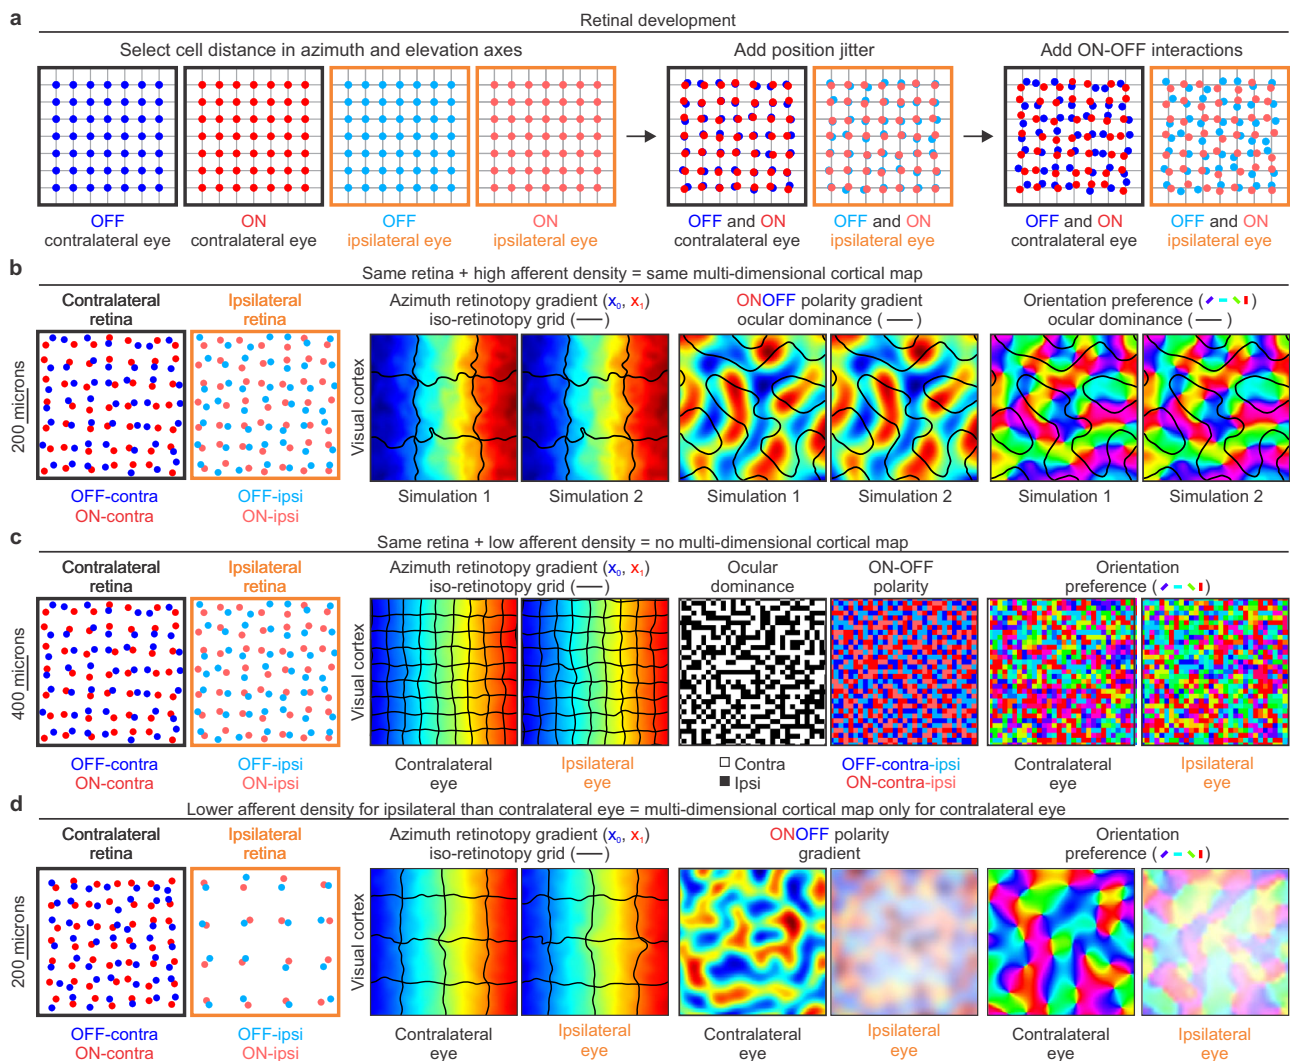 a
Retinal development
Select cell distance in azimuth and elevation axes
Add position jitter
Add ON-OFF interactions
OFF
contralateral eye
ON
contralateral eye
OFF
ipsilateral eye
ON
ipsilateral eye
OFF and ON
contralateral eye
OFF and ON
ipsilateral eye
OFF and ON
contralateral eye
OFF and ON
ipsilateral eye
b
Same retina + high afferent density = same multi-dimensional cortical map
Contralateral
retina
Ipsilateral
retina
Azimuth retinotopy gradient (x₀, x₁)
iso-retinotopy grid (—)
ONOFF polarity gradient
ocular dominance (—)
Orientation preference ( )
ocular dominance (—)
200 microns
Visual cortex
OFF-contra
ON-contra
OFF-ipsi
ON-ipsi
Simulation 1
Simulation 2
Simulation 1
Simulation 2
Simulation 1
Simulation 2
c
Same retina + low afferent density = no multi-dimensional cortical map
Contralateral
retina
Ipsilateral
retina
Azimuth retinotopy gradient (x₀, x₁)
iso-retinotopy grid (—)
Ocular
dominance
ON-OFF
polarity
Orientation
preference ( )
400 microns
Visual cortex
OFF-contra
ON-contra
OFF-ipsi
ON-ipsi
Contralateral
eye
Ipsilateral
eye
Contra
Ipsi
OFF-contra-ipsi
ON-contra-ipsi
Contralateral
eye
Ipsilateral
eye
d
Lower afferent density for ipsilateral than contralateral eye = multi-dimensional cortical map only for contralateral eye
Contralateral
retina
Ipsilateral
retina
Azimuth retinotopy gradient (x₀, x₁)
iso-retinotopy grid (—)
ONOFF polarity
gradient
Orientation
preference ( )
200 microns
Visual cortex
OFF-contra
ON-contra
OFF-ipsi
ON-ipsi
Contralateral
eye
Ipsilateral
eye
Contralateral
eye
Ipsilateral
eye
Contralateral
eye
Ipsilateral
eye